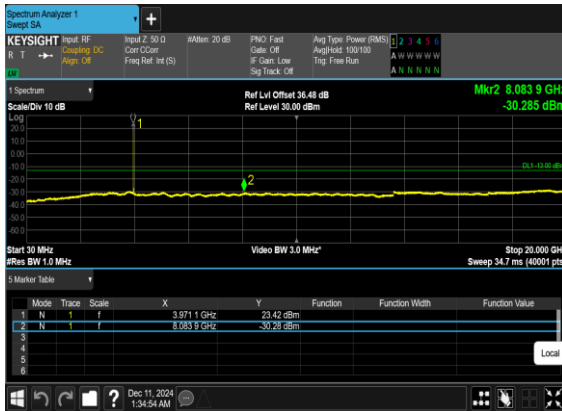 Spectrum Analyzer 1
Swept SA
+
KEYSIGHT Input: RF Input Z: 50 Ω #Atten: 20 dB PNO: Fast Avg Type: Power (RMS) 1 2 3 4 5 6
R T Coupling: DC Corr CCorr Gate: Off Avg|Hold: 100/100 A W W W W W
Align: Off Freq Ref: Int (S) IF Gain: Low Trig: Free Run
LXI Sig Track: Off A N N N N N
1 Spectrum Ref Lvl Offset 36.48 dB Mkr2 8.083 9 GHz
Scale/Div 10 dB Ref Level 30.00 dBm -30.285 dBm
Log
20.0
10.0
0.00
-10.0
-20.0
-30.0
-40.0
-50.0
-60.0
1
2
DL1 -13.00 dBm
Start 30 MHz Video BW 3.0 MHz* Stop 20.000 GHz
#Res BW 1.0 MHz Sweep 34.7 ms (40001 pts)
5 Marker Table
Mode Trace Scale X Y Function Function Width Function Value
1 N 1 f 3.971 1 GHz 23.42 dBm
2 N 1 f 8.083 9 GHz -30.28 dBm
3
4
5
6
Local
? Dec 11, 2024
1:34:54 AM